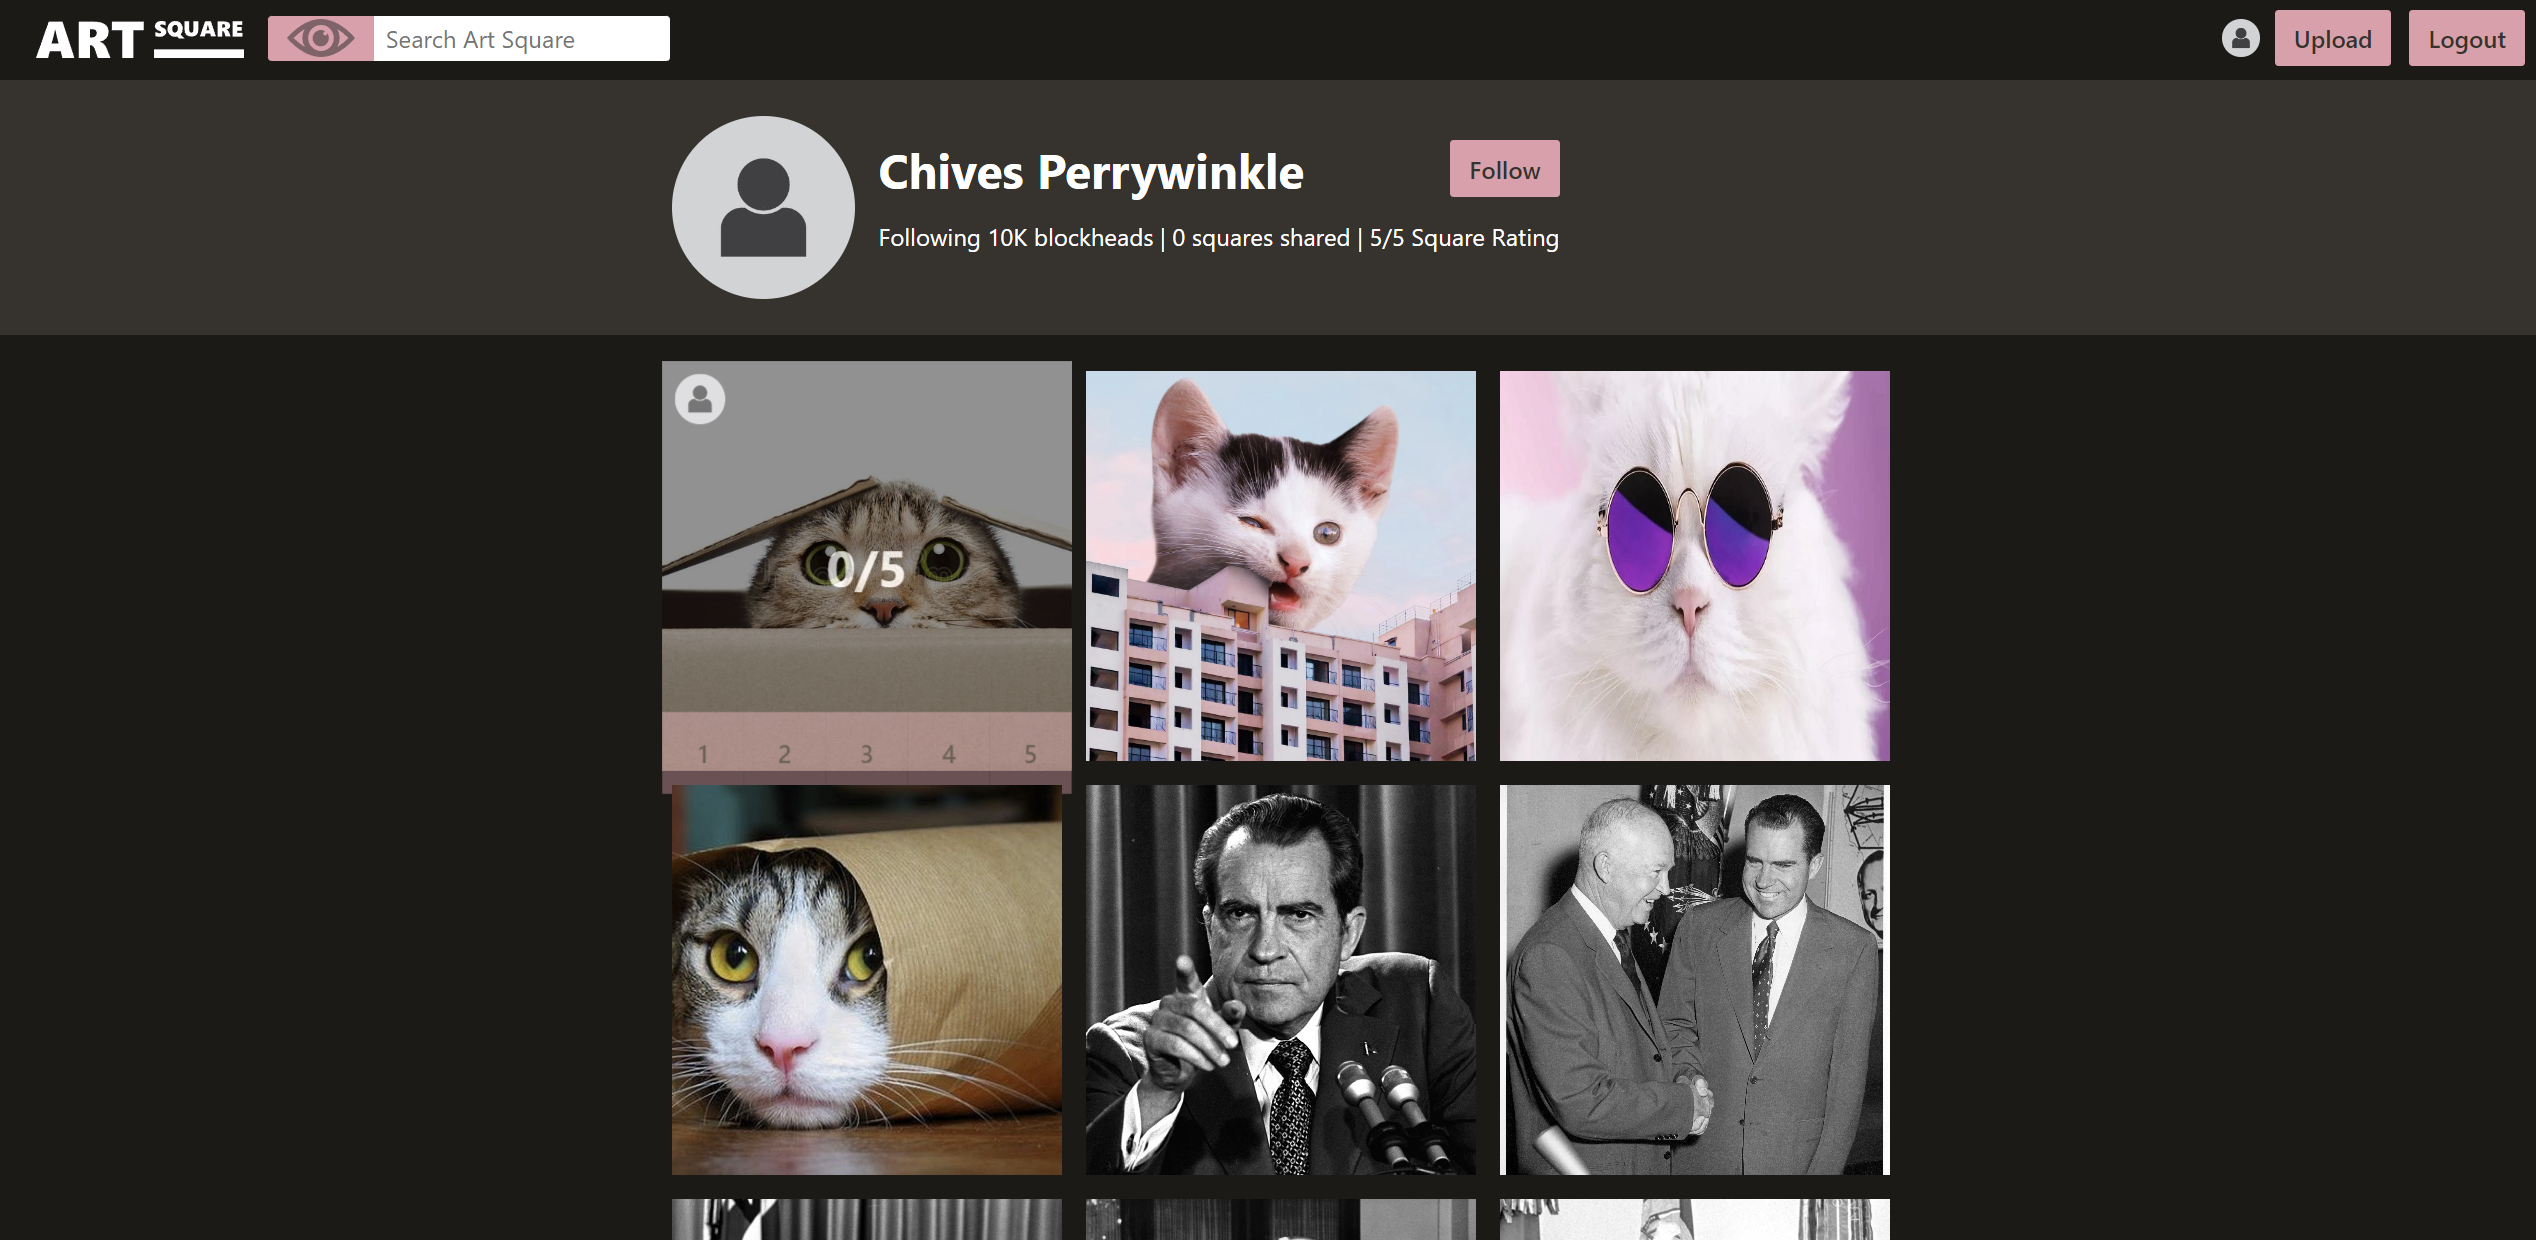 ART SQUARE
Search Art Square
Upload
Logout
Chives Perrywinkle
Follow
Following 10K blockheads | 0 squares shared | 5/5 Square Rating
0/5
1 2 3 4 5